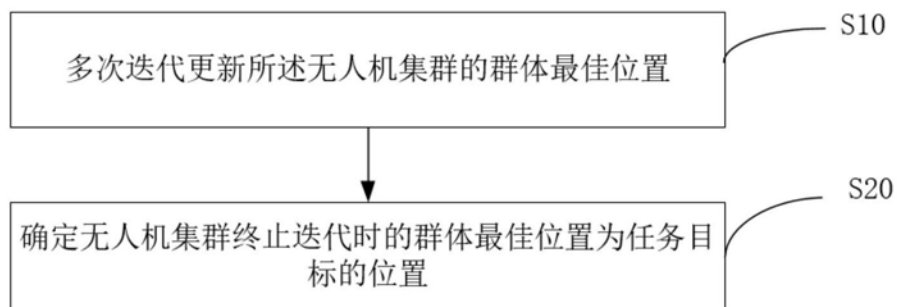 S10
多次迭代更新所述无人机集群的群体最佳位置
S20
确定无人机集群终止迭代时的群体最佳位置为任务目
标的位置